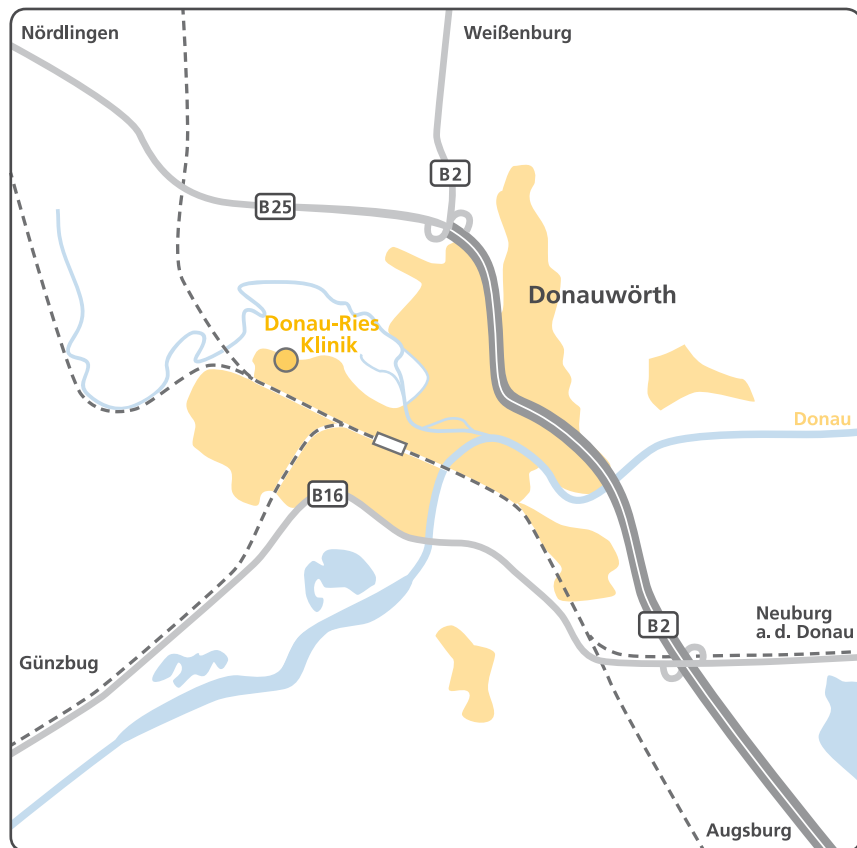 Nördlingen
Weißenburg
B2
B25
Donauwörth
Donau-Ries
Klinik
Donau
B16
Neuburg
a. d. Donau
B2
Günzbug
Augsburg